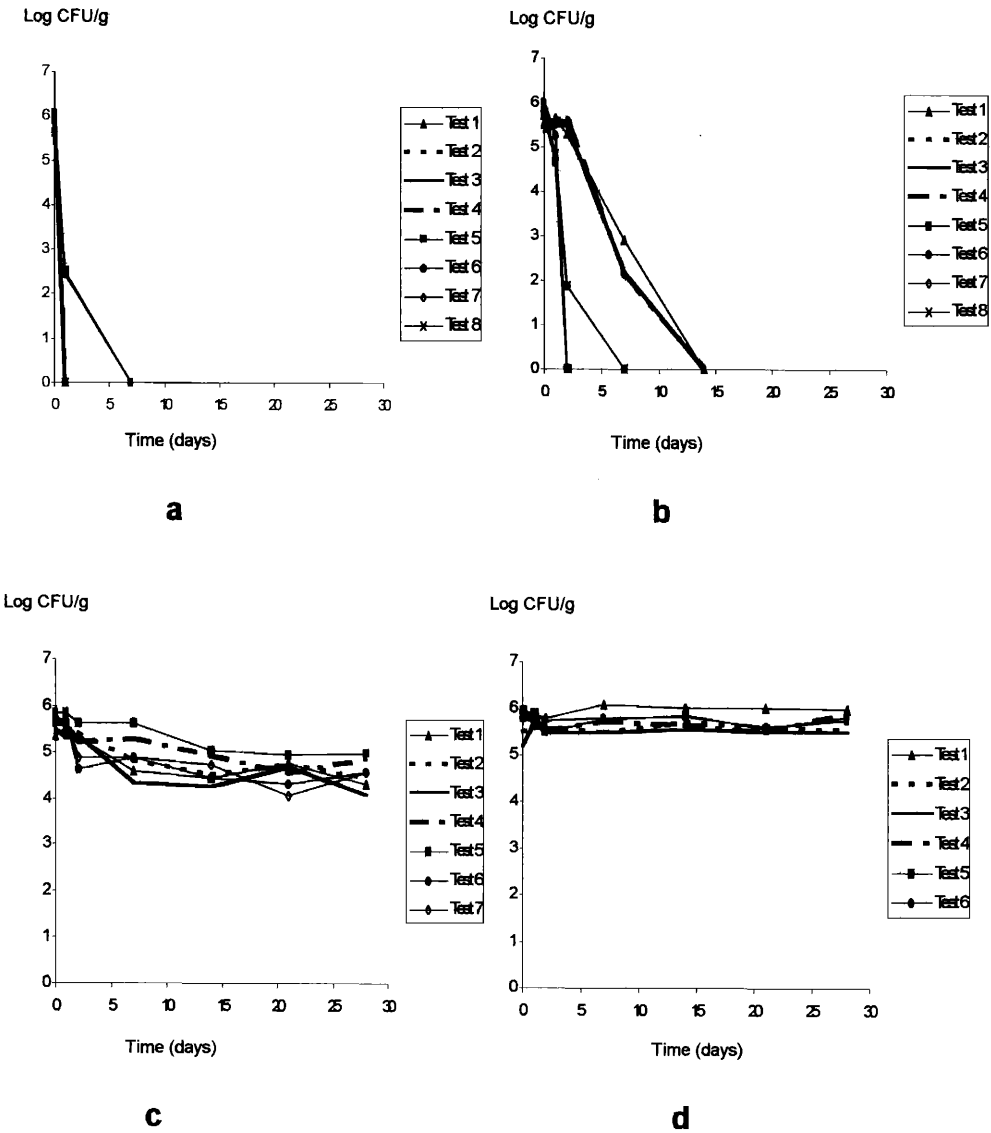 Log CFU/g
7
6
5
4
3
2
1
0
0 5 10 15 20 25 30
Time (days)
Test 1
Test 2
Test 3
Test 4
Test 5
Test 6
Test 7
Test 8
a
Log CFU/g
7
6
5
4
3
2
1
0
0 5 10 15 20 25 30
Time (days)
Test 1
Test 2
Test 3
Test 4
Test 5
Test 6
Test 7
Test 8
b
Log CFU/g
7
6
5
4
3
2
1
0
0 5 10 15 20 25 30
Time (days)
Test 1
Test 2
Test 3
Test 4
Test 5
Test 6
Test 7
c
Log CFU/g
7
6
5
4
3
2
1
0
0 5 10 15 20 25 30
Time (days)
Test 1
Test 2
Test 3
Test 4
Test 5
Test 6
d